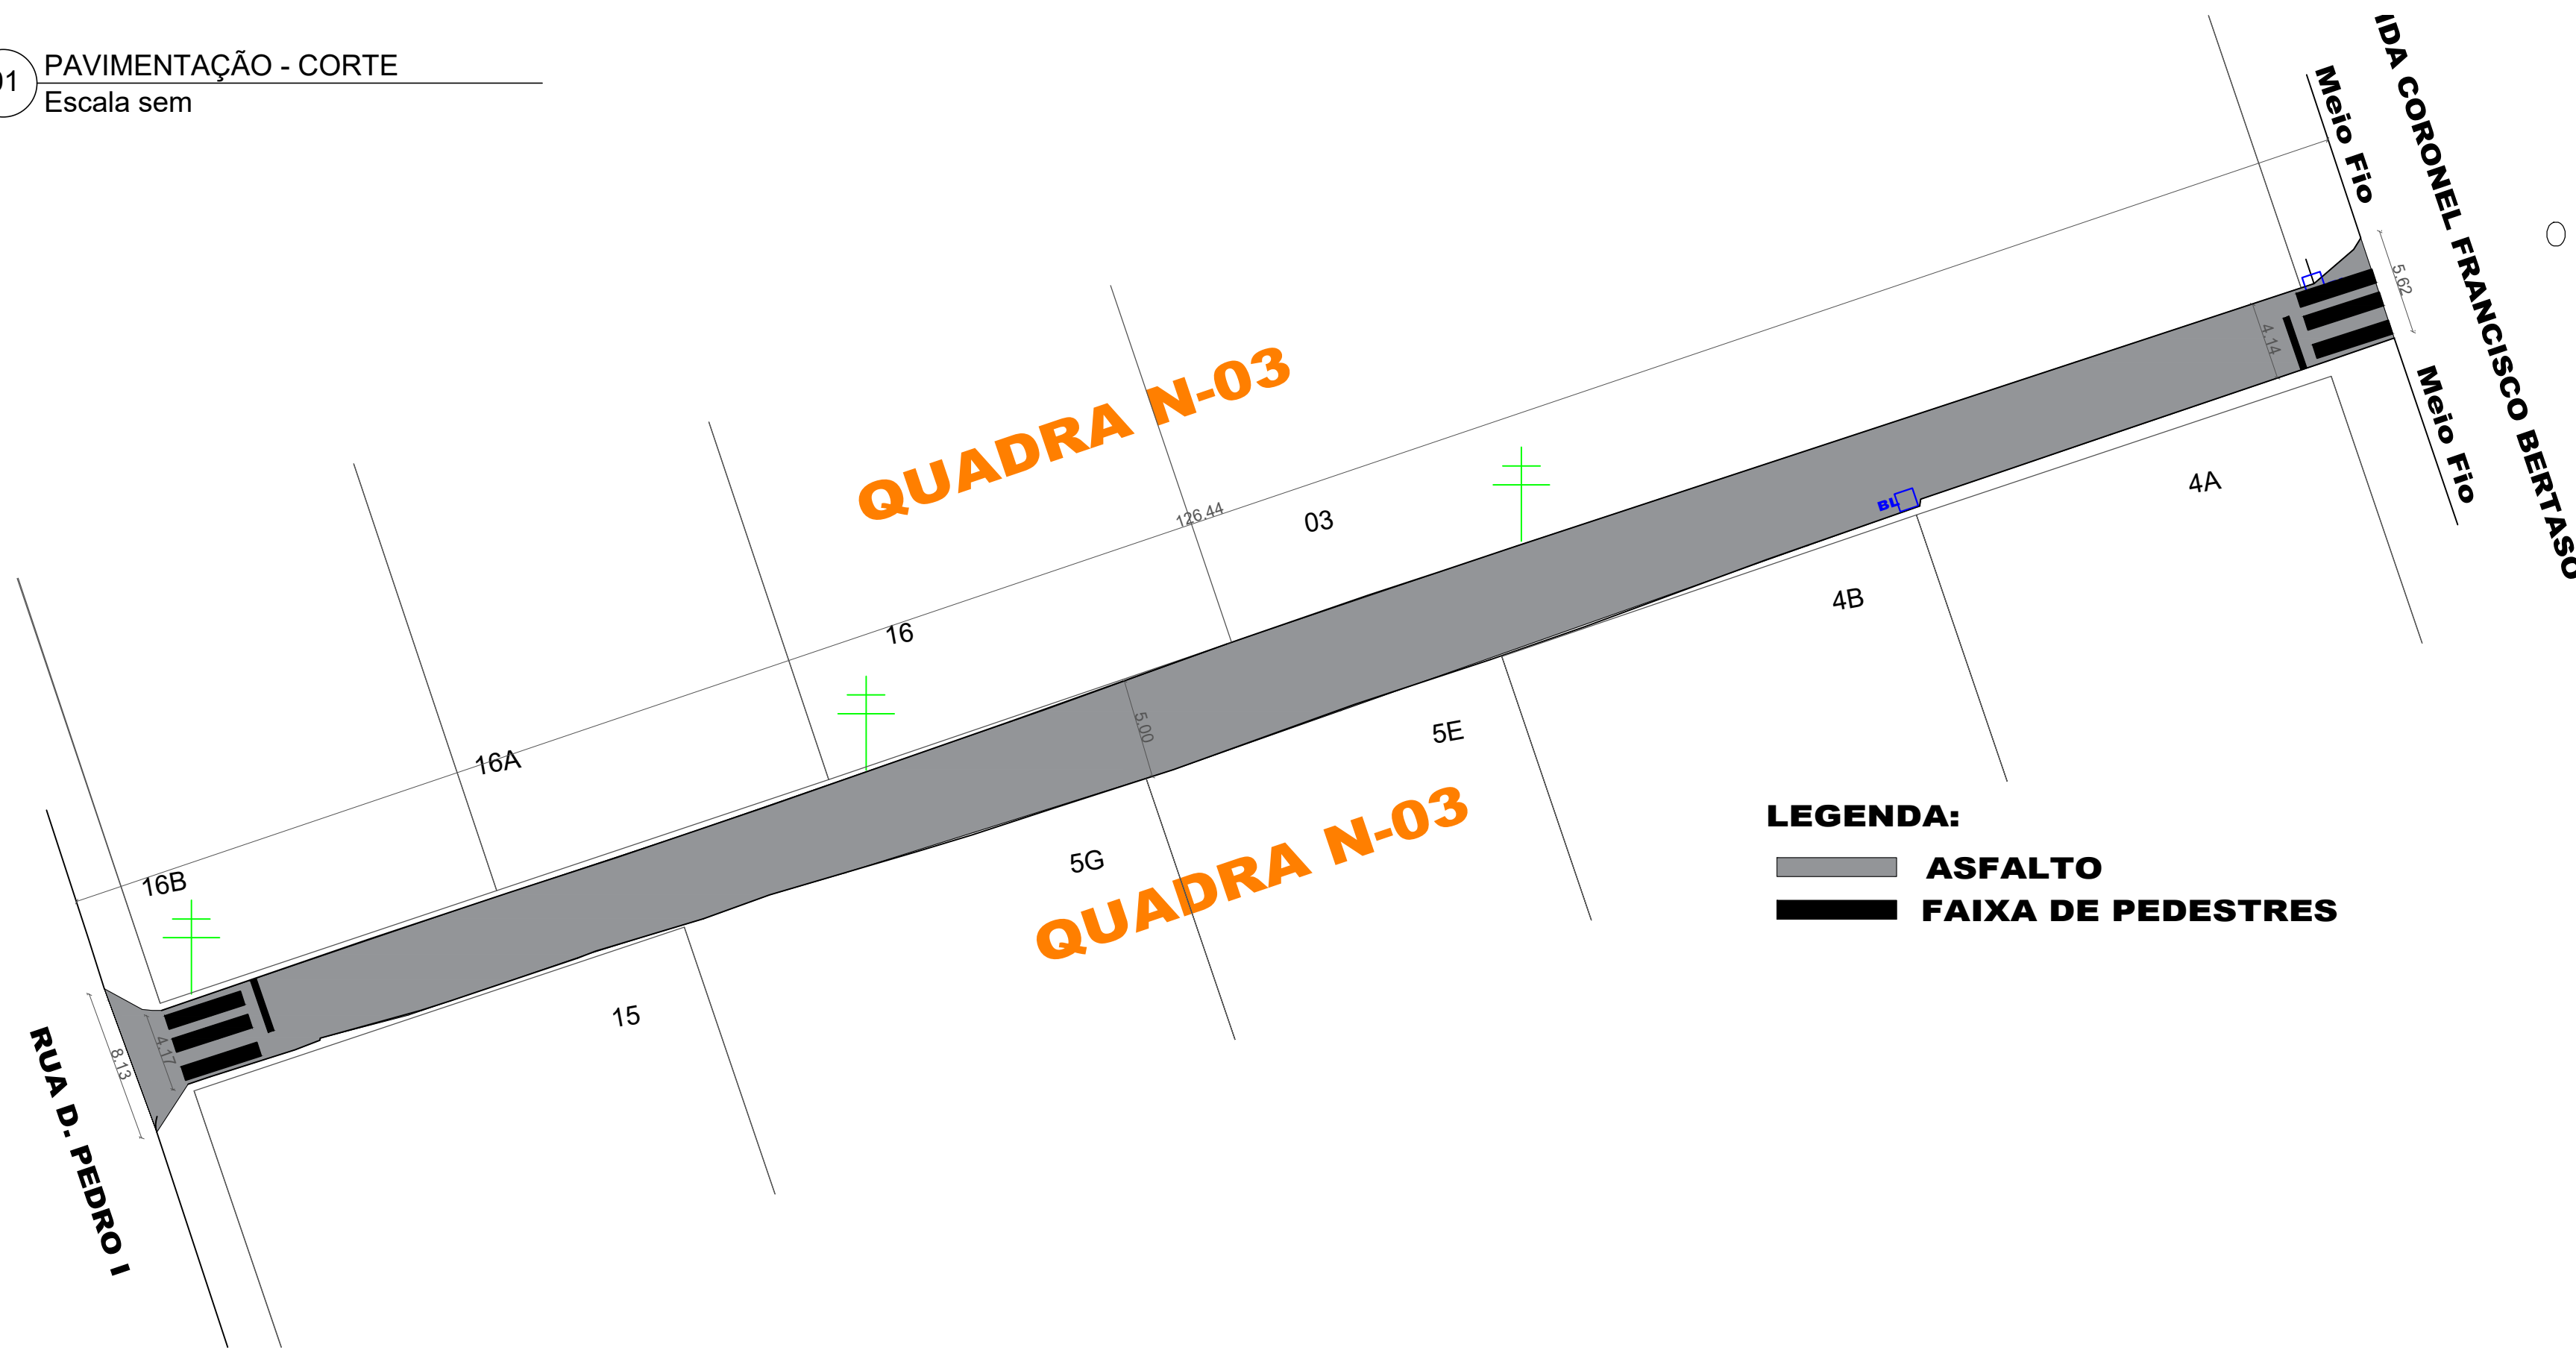 01
PAVIMENTAÇÃO - CORTE
Escala sem
Meio Fio
CORONEL FRANCISCO BERTASO
5.62
4.14
Meio Fio
QUADRA N-03
126.44
03
4A
BL
4B
16
5.00
5E
16A
QUADRA N-03
5G
16B
15
4.17
8.13
RUA D. PEDRO I
LEGENDA:
ASFALTO
FAIXA DE PEDESTRES